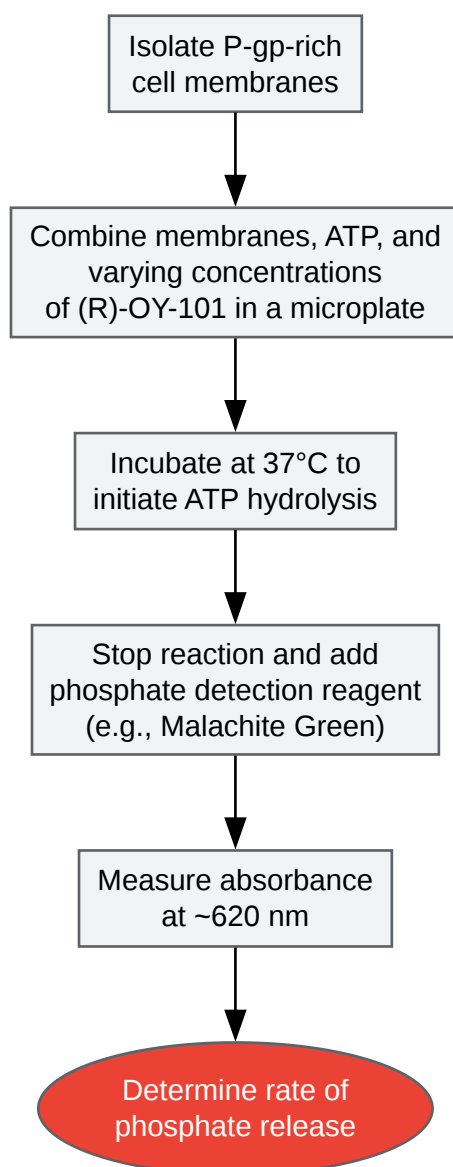 Isolate P-gp-rich
cell membranes
Combine membranes, ATP, and
varying concentrations
of (R)-OY-101 in a microplate
Incubate at 37°C to
initiate ATP hydrolysis
Stop reaction and add
phosphate detection reagent
(e.g., Malachite Green)
Measure absorbance
at ~620 nm
Determine rate of
phosphate release